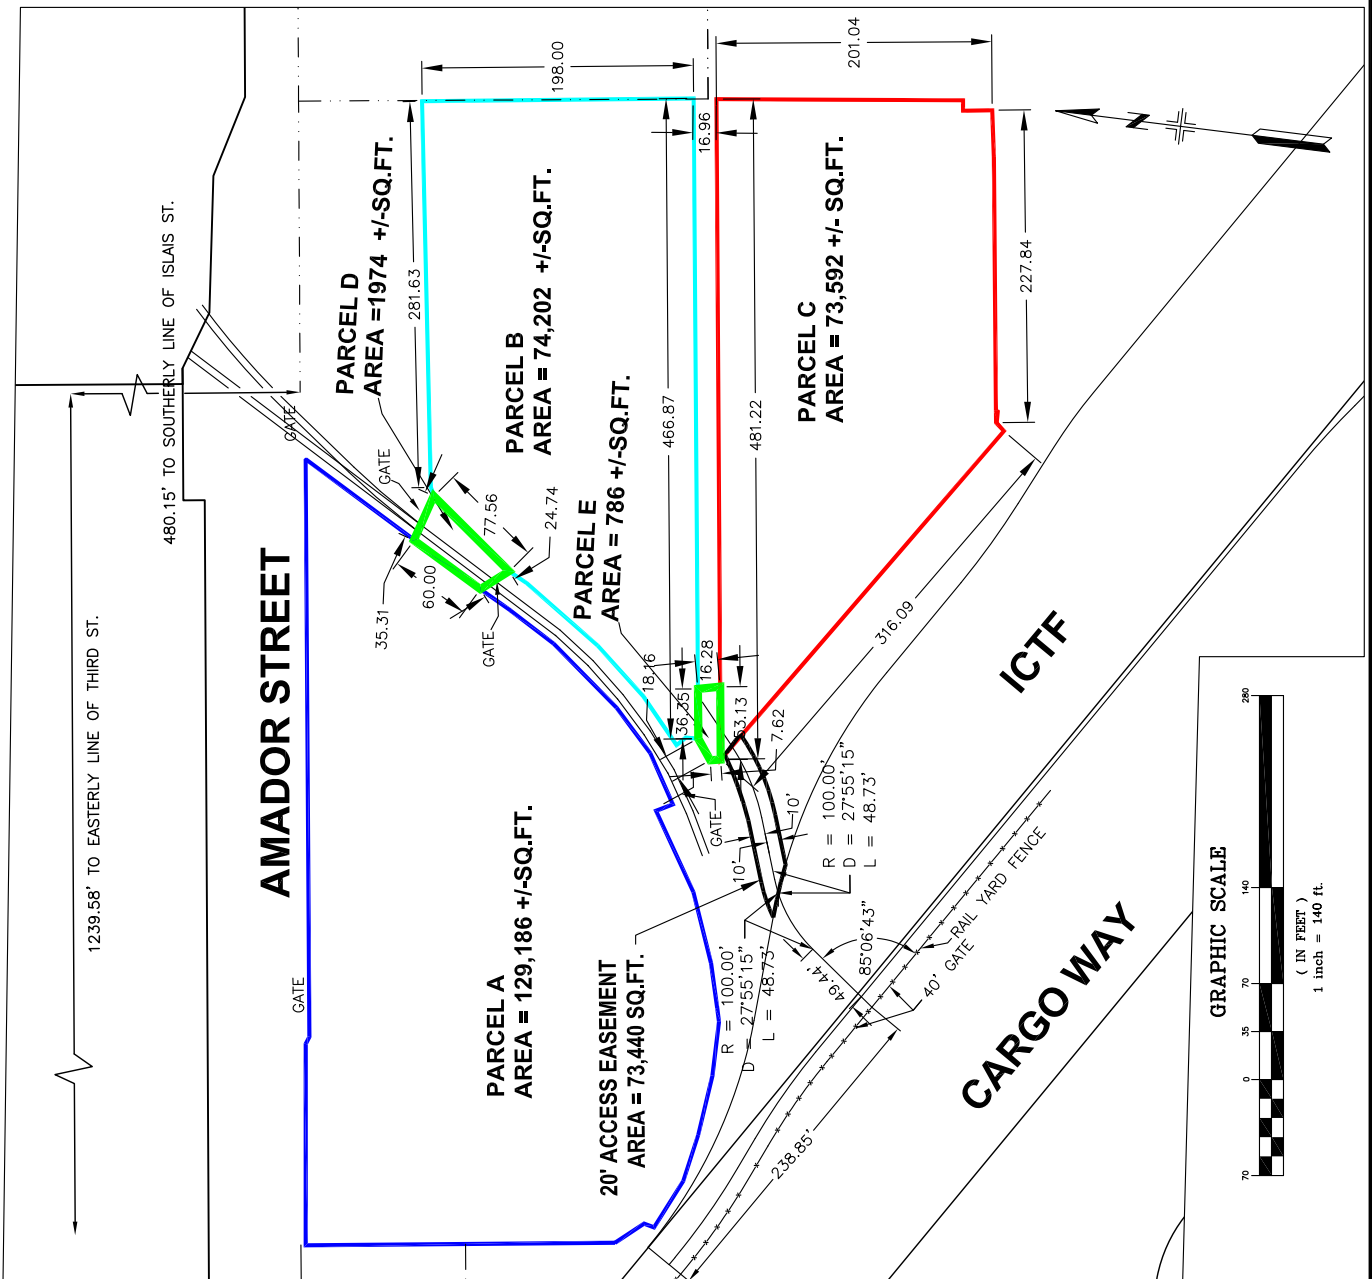 480.15' TO SOUTHERLY LINE OF ISLAIS ST.
1239.58' TO EASTERLY LINE OF THIRD ST.
AMADOR STREET
GATE
GATE
GATE
GATE
GATE
PARCEL D
AREA =1974 +/-SQ.FT.
281.63
198.00
PARCEL B
AREA = 74,202 +/-SQ.FT.
PARCEL E
AREA = 786 +/-SQ.FT.
466.87
16.96
481.22
201.04
PARCEL C
AREA = 73,592 +/- SQ.FT.
227.84
N
35.31
60.00
77.56
24.74
18.16
36.35
16.28
53.13
7.62
316.09
ICTF
10'
10'
R = 100.00'
D = 27°55'15"
L = 48.73'
R = 100.00'
D = 27°55'15"
L = 48.73'
PARCEL A
AREA = 129,186 +/-SQ.FT.
20' ACCESS EASEMENT
AREA = 73,440 SQ.FT.
49.44'
85°06'43"
RAIL YARD FENCE
40' GATE
238.85'
CARGO WAY
GRAPHIC SCALE
70 0 35 70 140 280
( IN FEET )
1 inch = 140 ft.